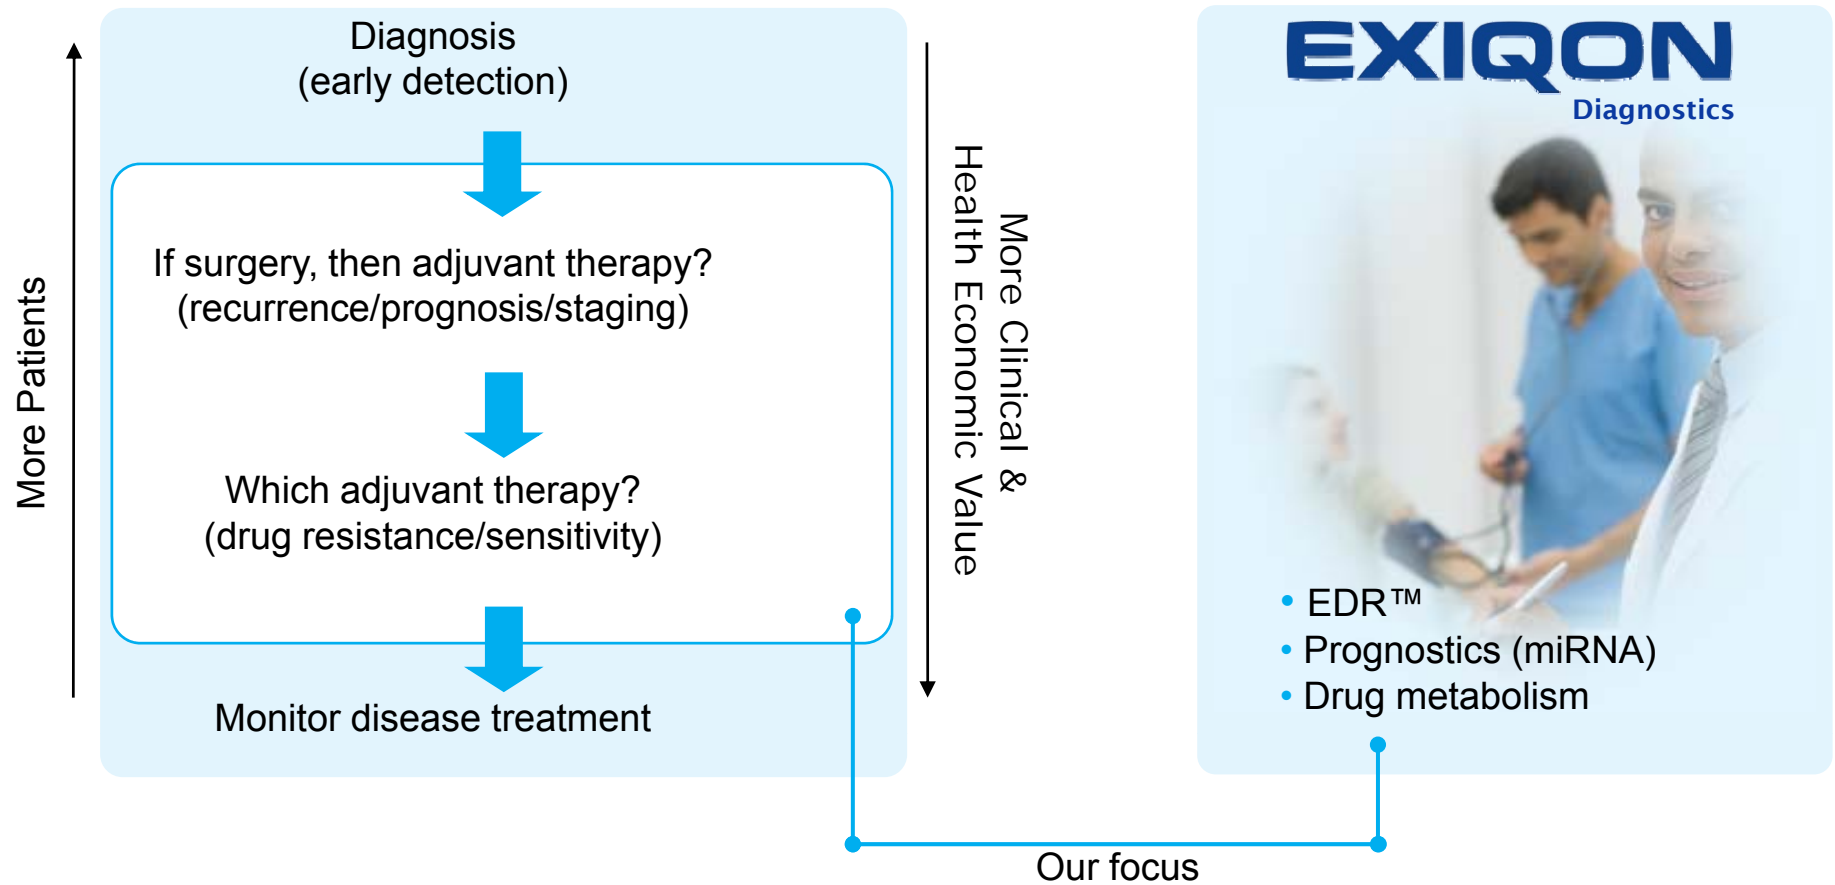 Diagnosis
(early detection)
If surgery, then adjuvant therapy?
(recurrence/prognosis/staging)
Which adjuvant therapy?
(drug resistance/sensitivity)
Monitor disease treatment
More Patients
More Clinical &
Health Economic Value
EXIQON
Diagnostics
• EDR™
• Prognostics (miRNA)
• Drug metabolism
Our focus